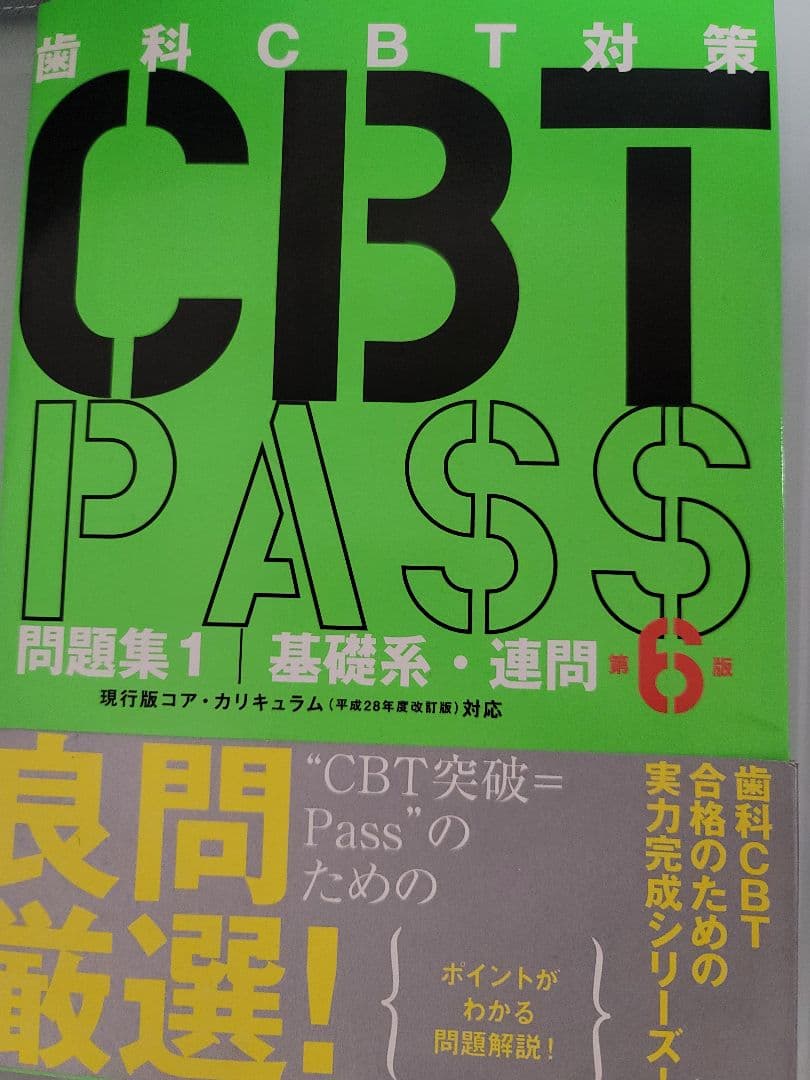 歯科CBT対策
CBT
PASS
問題集1 基礎系・連問 第6版
現行版コア・カリキュラム(平成28年度改訂版)対応
良問
厳選!
“CBT突破=
Pass”の
ための
ポイントが
わかる
問題解説!
歯科CBT
合格のための
実力完成シリーズ!